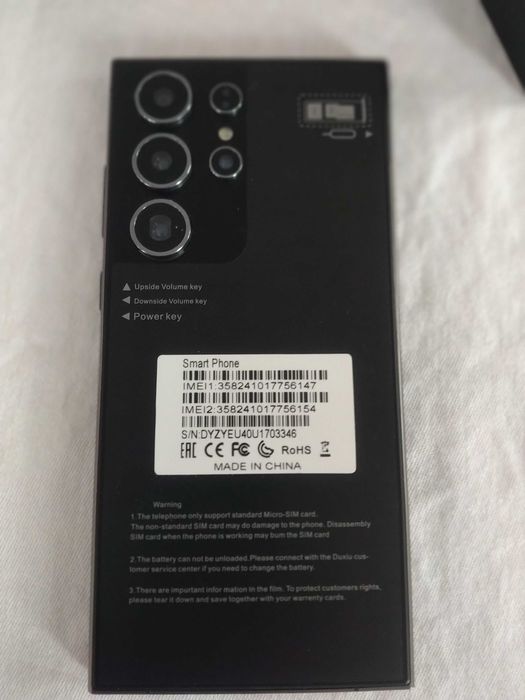 ▲ Upside Volume key
◀ Downside Volume key
◀ Power key
Smart Phone
IMEI1:358241017756147
IMEI2:358241017756154
S/N:DYZYEU40U1703346
EAC CE FC RoHS
MADE IN CHINA
Warning
1.The telephone only support standard Micro-SIM card.
The non-standard SIM card may do damage to the phone. Disassembly
SIM card when the phone is working may bum the SIM card
2.The battery can not be unloaded.Please connect with the Duxiu cus-
tomer service center if you need to change the battery.
3.There are important infor mation in the film. To protect customers rights,
please tear it down and save together with your warrenty cards.